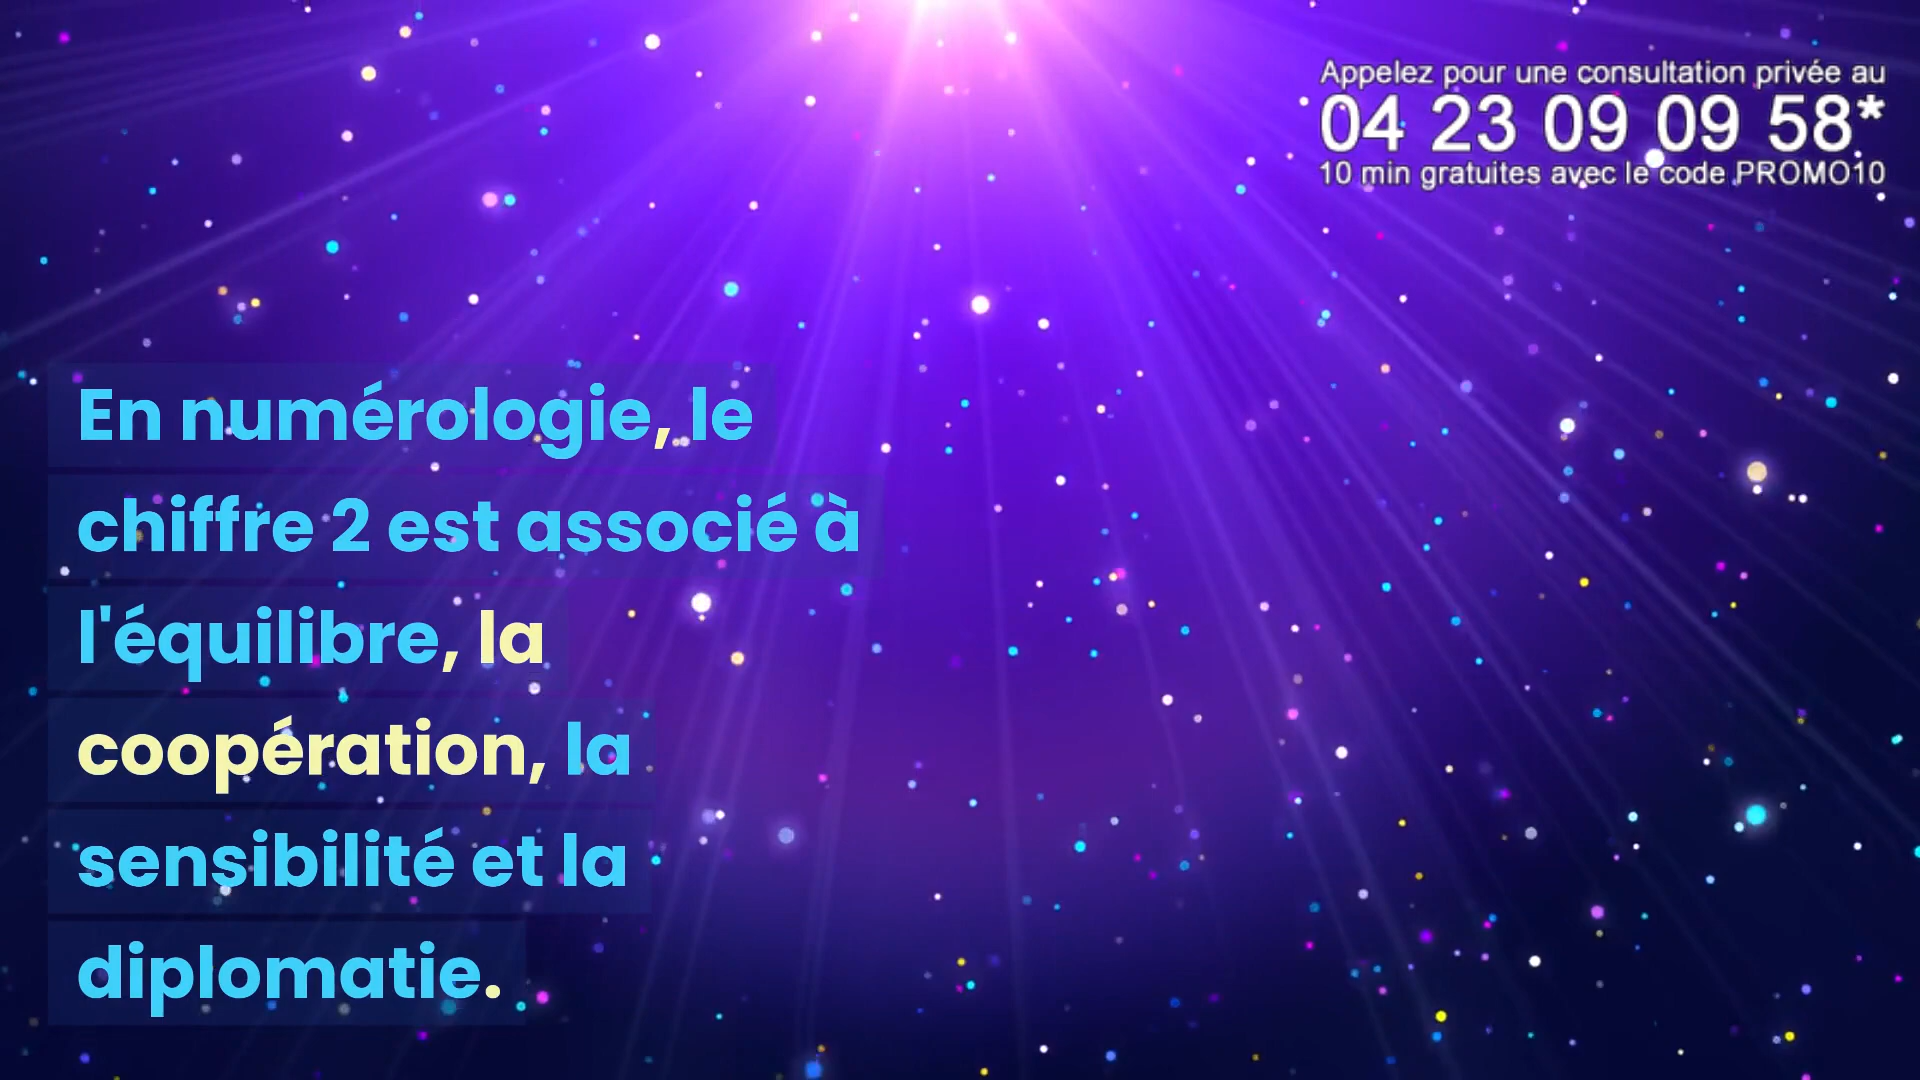 Appelez pour une consultation privée au
04 23 09 09 58*
10 min gratuites avec le code PROMO10
En numérologie, le
chiffre 2 est associé à
l'équilibre, la
coopération, la
sensibilité et la
diplomatie.